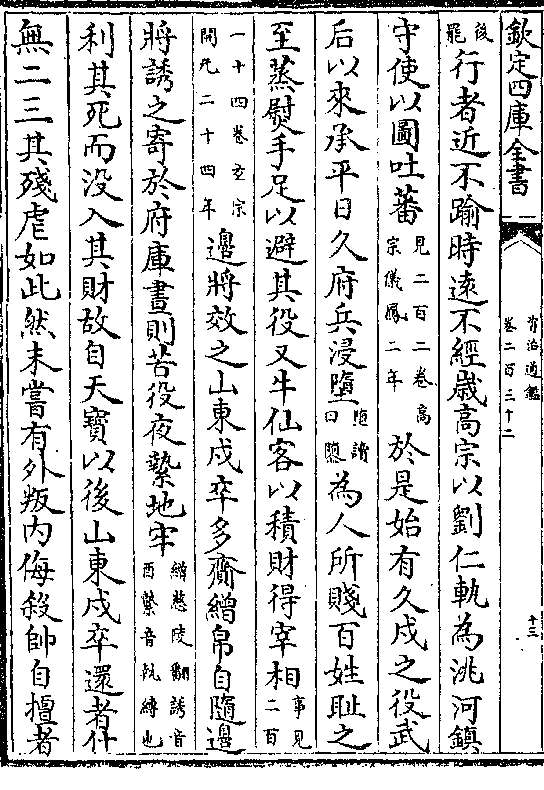 欽定四庫全書
資治通鑑
卷二百三十二
十三
後罷行者近不踰時遠不經歲高宗以劉仁軌為洮河鎮
守使以圖吐蕃見二百二卷高宗儀鳳二年於是始有久戍之役武
后以來承平日久府兵浸墮墮讀曰隳為人所賤百姓耻之
至蒸熨手足以避其役又牛仙客以積財得宰相事見二百
一十四卷玄宗開元二十四年邊將效之山東戍卒多齎繒帛自隨邊
將誘之寄於府庫晝則苦役夜縶地牢繒慈陵翻誘音酉縶音執縛也
利其死而没入其財故自天寶以後山東戍卒還者什
無二三其殘虐如此然未嘗有外叛内侮殺帥自擅者